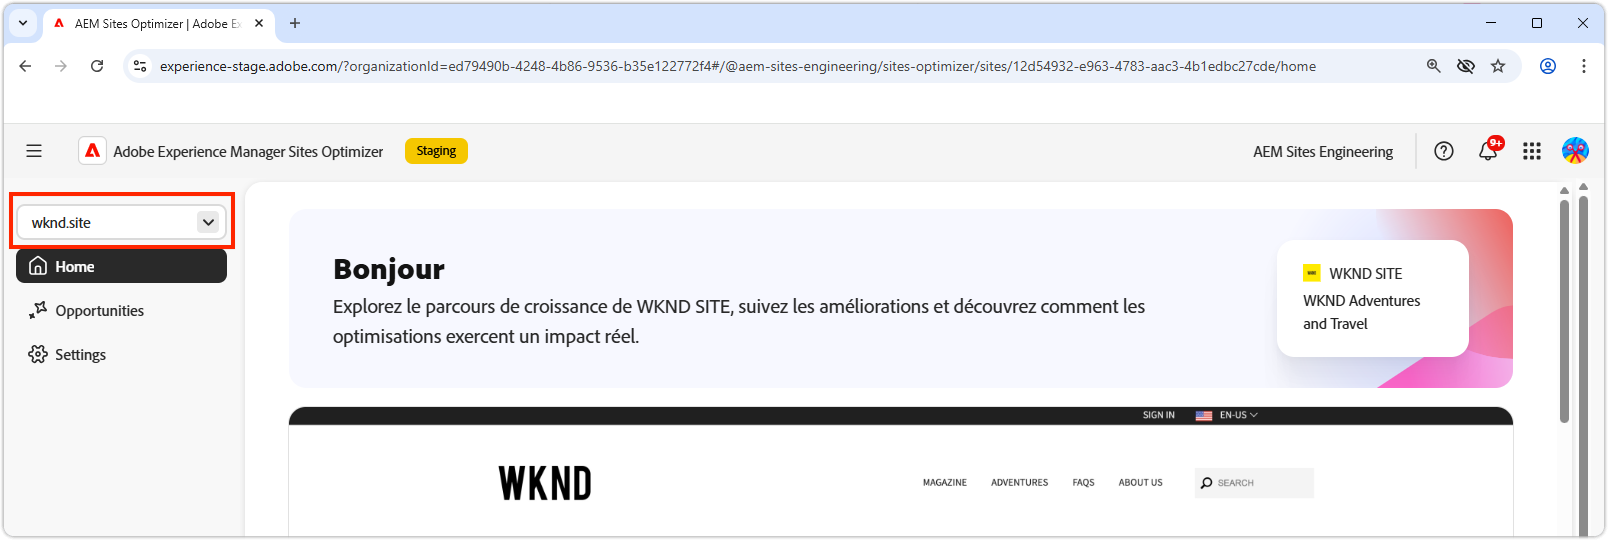 AEM Sites Optimizer | Adobe Ex
experience-stage.adobe.com/?organizationId=ed79490b-4248-4b86-9536-b35e122772f4#/@aem-sites-engineering/sites-optimizer/sites/12d54932-e963-4783-aac3-4b1edbc27cde/home
Adobe Experience Manager Sites Optimizer
Staging
AEM Sites Engineering
9+
wknd.site
Home
Opportunities
Settings
Bonjour
Explorez le parcours de croissance de WKND SITE, suivez les améliorations et découvrez comment les
optimisations exercent un impact réel.
WKND SITE
WKND Adventures
and Travel
SIGN IN
EN-US
WKND
MAGAZINE
ADVENTURES
FAQS
ABOUT US
SEARCH